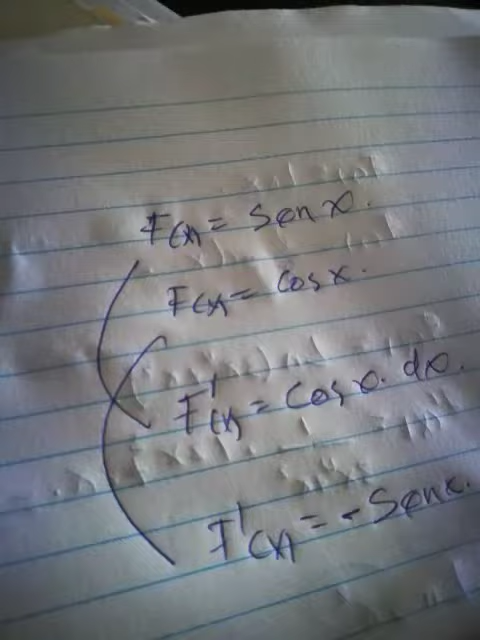 F(x) = Sen x.
F(x) = Cos x.
F'(x) = Cos x. dx.
F'(x) = -Sen x.